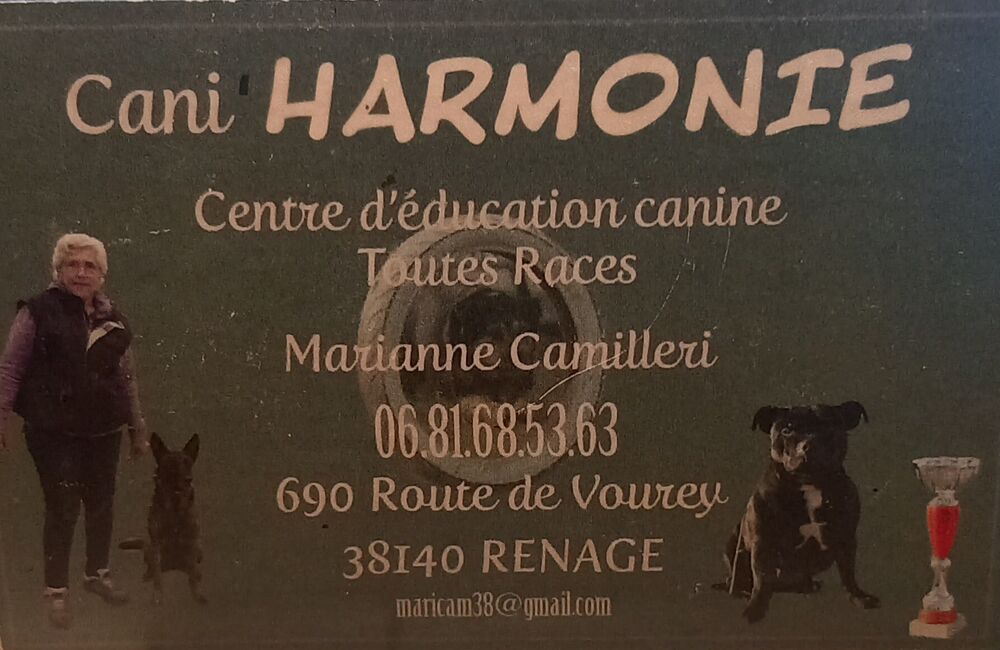 Cani'HARMONIE
Centre d'éducation canine
Toutes Races
Marianne Camilleri
06.81.68.53.63
690 Route de Vourey
38140 RENAGE
maricam38@gmail.com